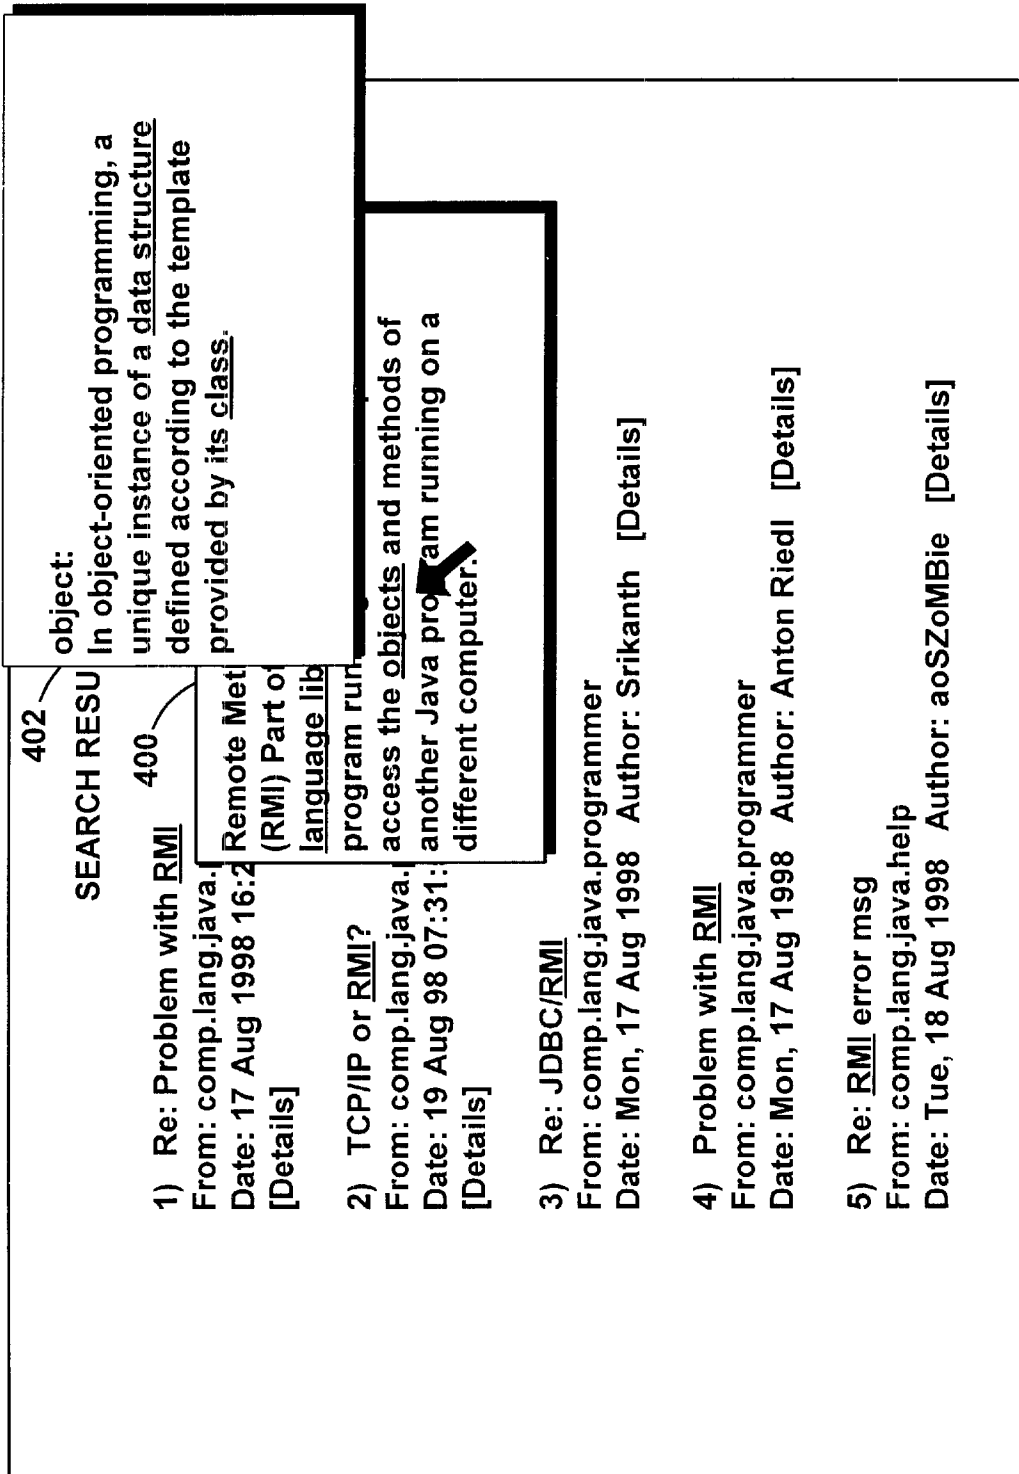 402
object:
In object-oriented programming, a
unique instance of a data structure
defined according to the template
provided by its class.
SEARCH RESU
400
Remote Met
(RMI) Part of
language lib
program run
access the objects and methods of
another Java program running on a
different computer.
1) Re: Problem with RMI
From: comp.lang.java.
Date: 17 Aug 1998 16:2
[Details]
2) TCP/IP or RMI?
From: comp.lang.java.
Date: 19 Aug 98 07:31:
[Details]
3) Re: JDBC/RMI
From: comp.lang.java.programmer
Date: Mon, 17 Aug 1998 Author: Srikanth [Details]
4) Problem with RMI
From: comp.lang.java.programmer
Date: Mon, 17 Aug 1998 Author: Anton Riedl [Details]
5) Re: RMI error msg
From: comp.lang.java.help
Date: Tue, 18 Aug 1998 Author: aoSZoMBie [Details]